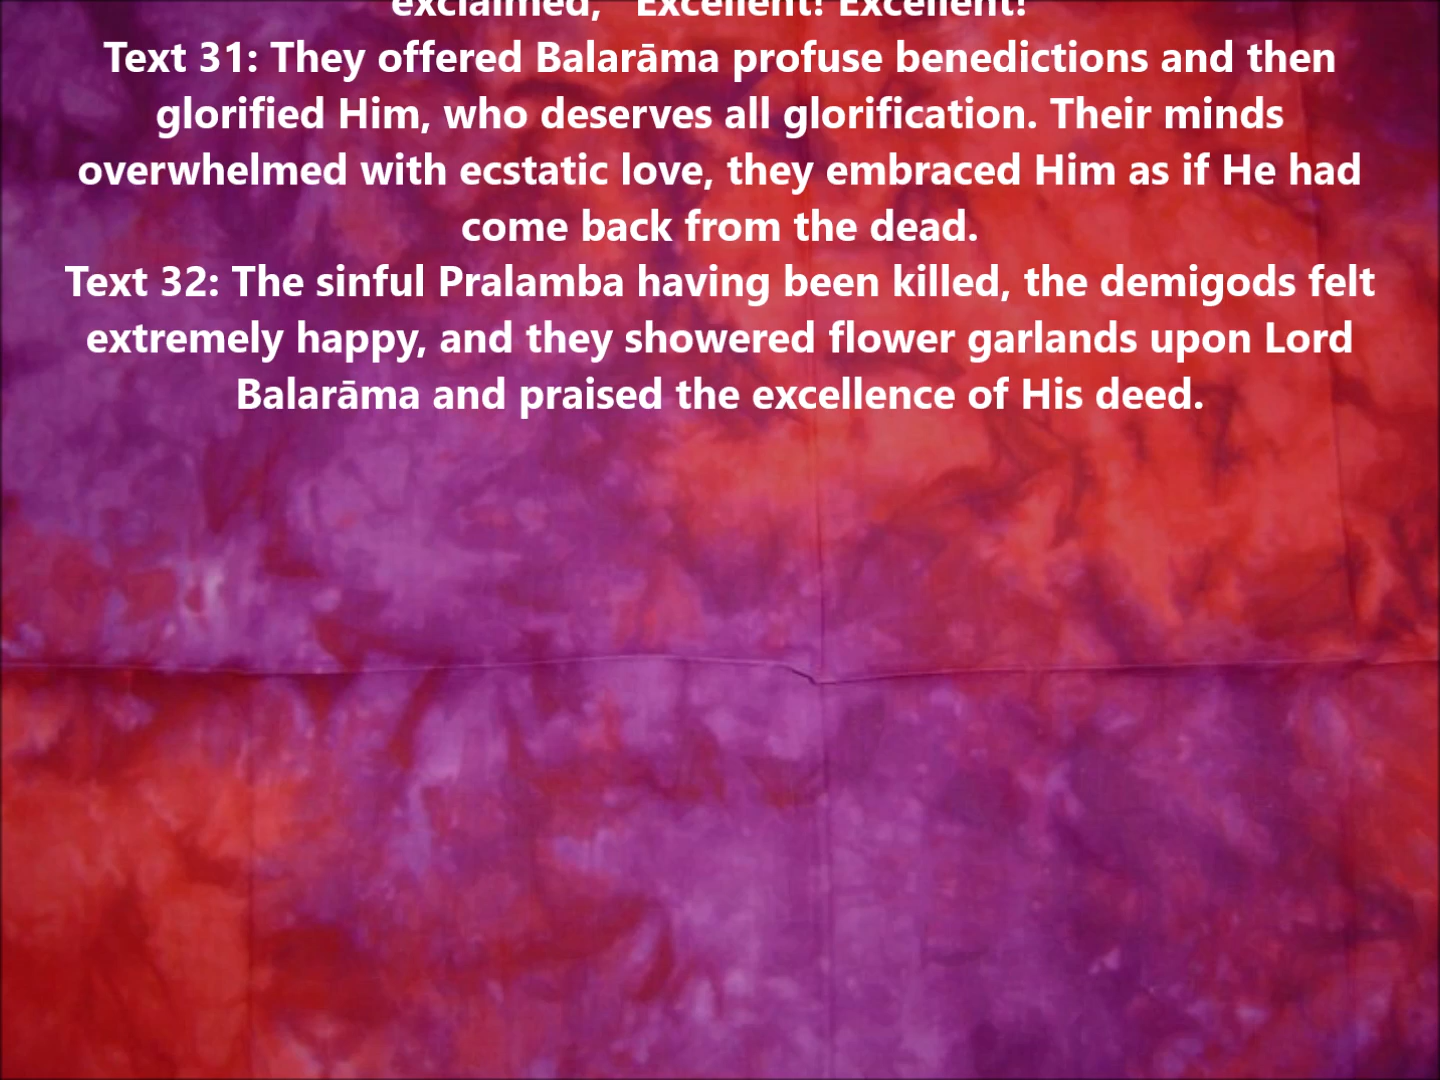 exclaimed, "Excellent! Excellent!
Text 31: They offered Balarāma profuse benedictions and then
glorified Him, who deserves all glorification. Their minds
overwhelmed with ecstatic love, they embraced Him as if He had
come back from the dead.
Text 32: The sinful Pralamba having been killed, the demigods felt
extremely happy, and they showered flower garlands upon Lord
Balarāma and praised the excellence of His deed.